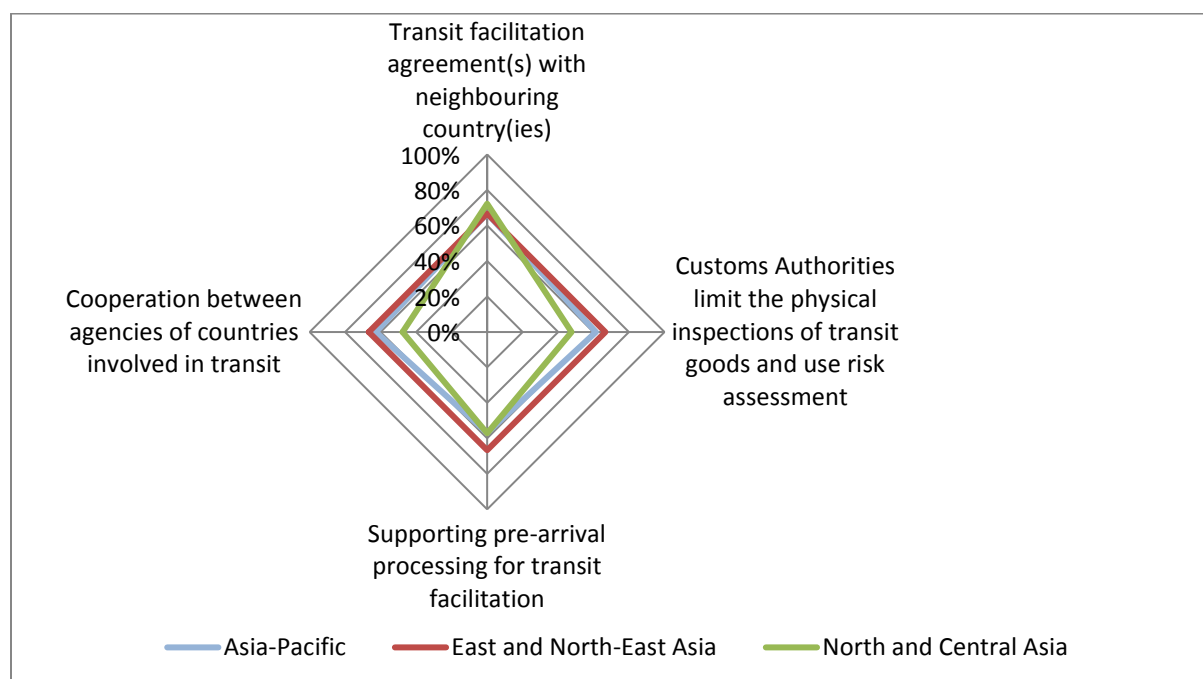 Transit facilitation
agreement(s) with
neighbouring
country(ies)
100%
80%
60%
40%
20%
0%
Customs Authorities
limit the physical
inspections of transit
goods and use risk
assessment
Cooperation between
agencies of countries
involved in transit
Supporting pre-arrival
processing for transit
facilitation
Asia-Pacific
East and North-East Asia
North and Central Asia